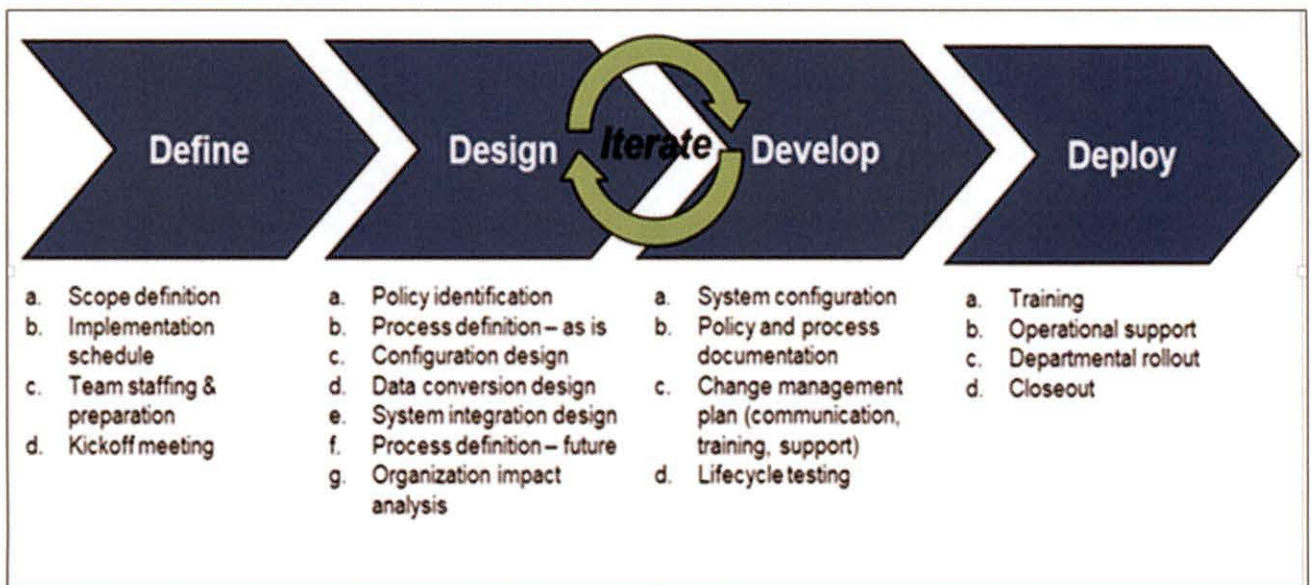 Define
Design
Iterate
Develop
Deploy
a. Scope definition
b. Implementation
schedule
c. Team staffing &
preparation
d. Kickoff meeting
a. Policy identification
b. Process definition – as is
c. Configuration design
d. Data conversion design
e. System integration design
f. Process definition – future
g. Organization impact
analysis
a. System configuration
b. Policy and process
documentation
c. Change management
plan (communication,
training, support)
d. Lifecycle testing
a. Training
b. Operational support
c. Departmental rollout
d. Closeout